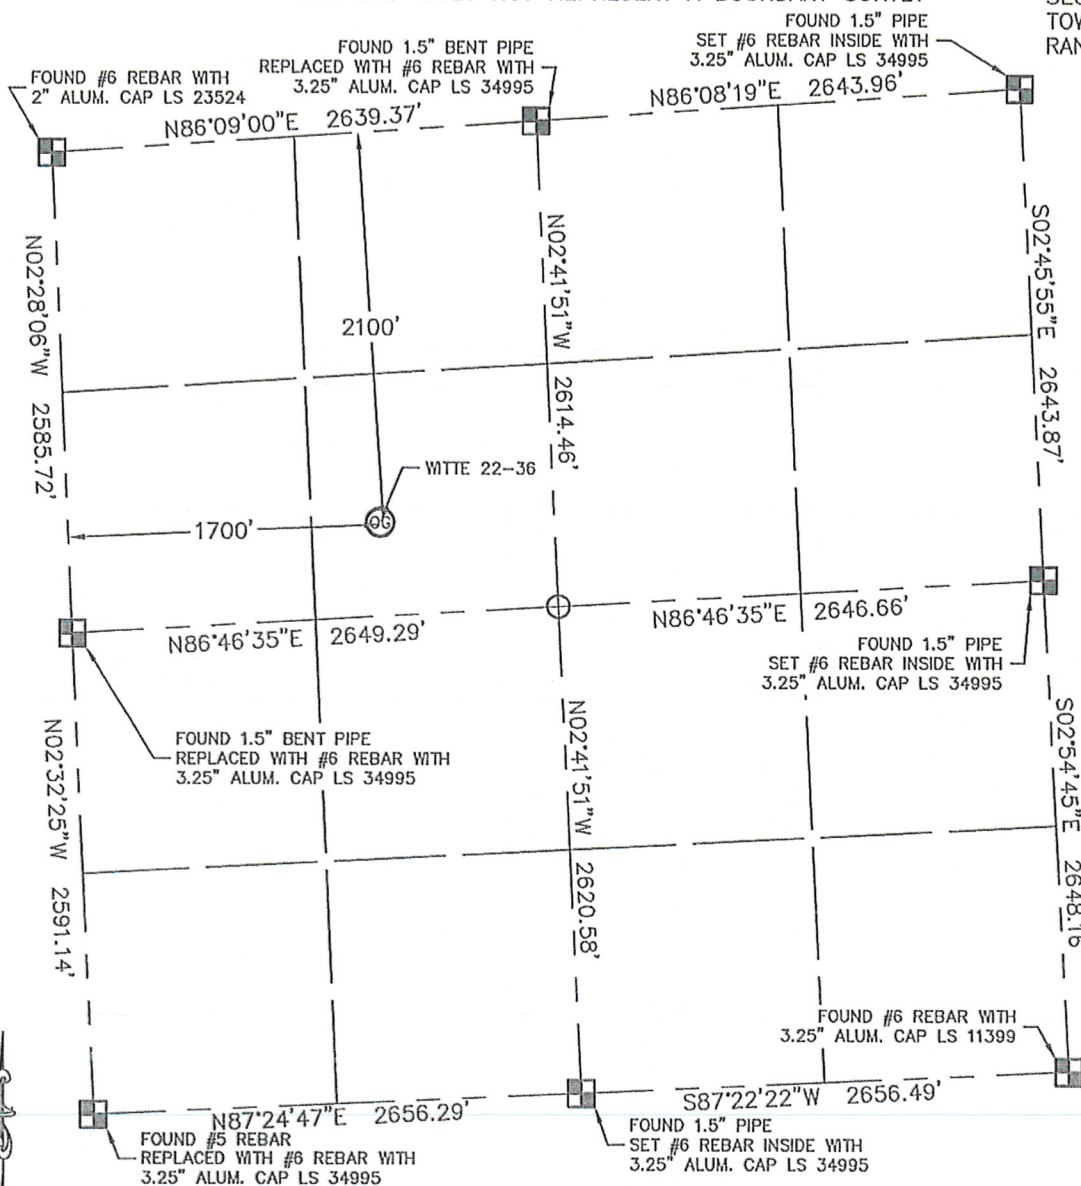 FOUND 1.5" PIPE
SET #6 REBAR INSIDE WITH
3.25" ALUM. CAP LS 34995
TOW
RAN
FOUND 1.5" BENT PIPE
REPLACED WITH #6 REBAR WITH
3.25" ALUM. CAP LS 34995
FOUND #6 REBAR WITH
2" ALUM. CAP LS 23524
N86°09'00"E 2639.37'
N86°08'19"E 2643.96'
N02°28'06"W 2585.72'
N02°41'51"W 2614.46'
S02°45'55"E 2643.87'
2100'
WITTE 22-36
OG
1700'
N86°46'35"E 2649.29'
N86°46'35"E 2646.66'
FOUND 1.5" PIPE
SET #6 REBAR INSIDE WITH
3.25" ALUM. CAP LS 34995
FOUND 1.5" BENT PIPE
REPLACED WITH #6 REBAR WITH
3.25" ALUM. CAP LS 34995
N02°32'25"W 2591.14'
N02°41'51"W 2620.58'
S02°54'45"E 2648.16
FOUND #6 REBAR WITH
3.25" ALUM. CAP LS 11399
N87°24'47"E 2656.29'
S87°22'22"W 2656.49'
FOUND #5 REBAR
REPLACED WITH #6 REBAR WITH
3.25" ALUM. CAP LS 34995
FOUND 1.5" PIPE
SET #6 REBAR INSIDE WITH
3.25" ALUM. CAP LS 34995